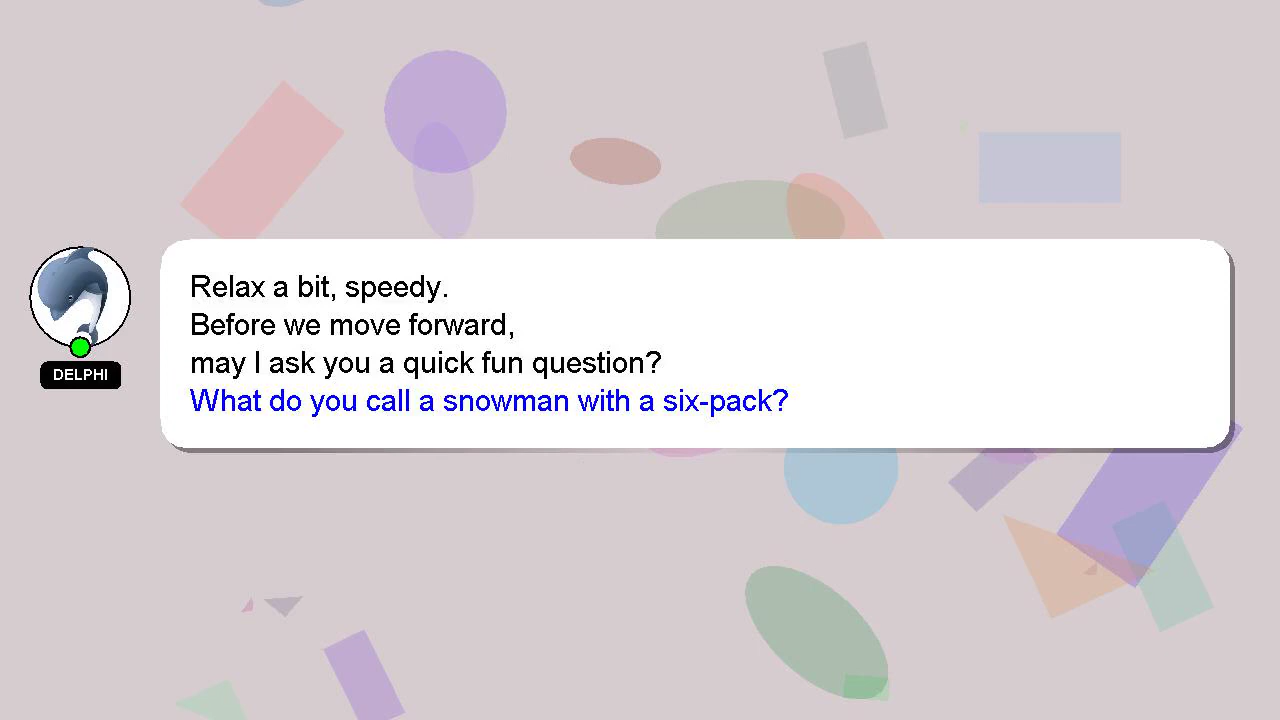 Relax a bit, speedy.
Before we move forward,
may I ask you a quick fun question?
What do you call a snowman with a six-pack?
DELPHI